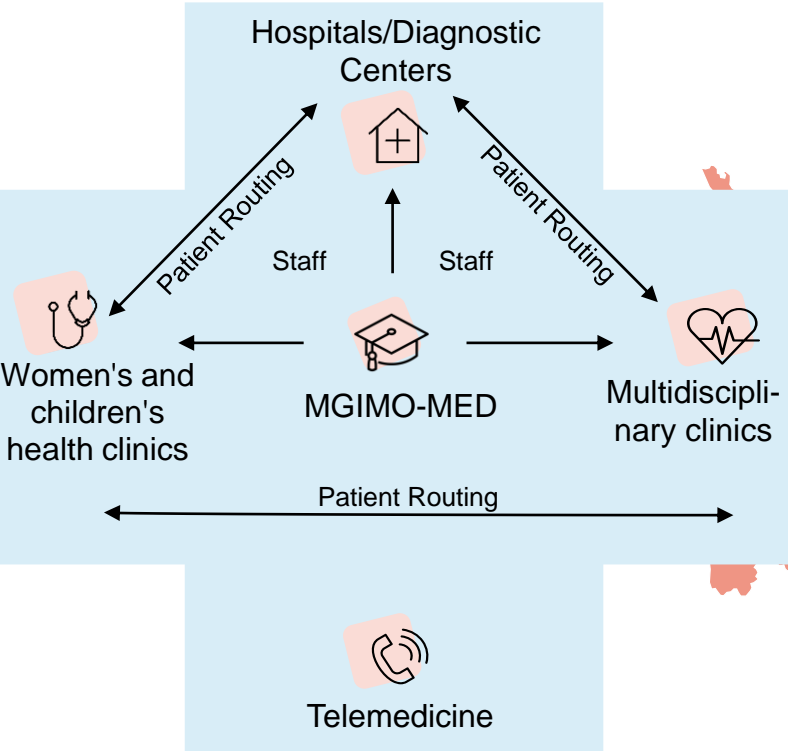 Hospitals/Diagnostic
Centers
Patient Routing
Patient Routing
Staff
Staff
Women's and
children's
health clinics
MGIMO-MED
Multidiscipli-
nary clinics
Patient Routing
Telemedicine